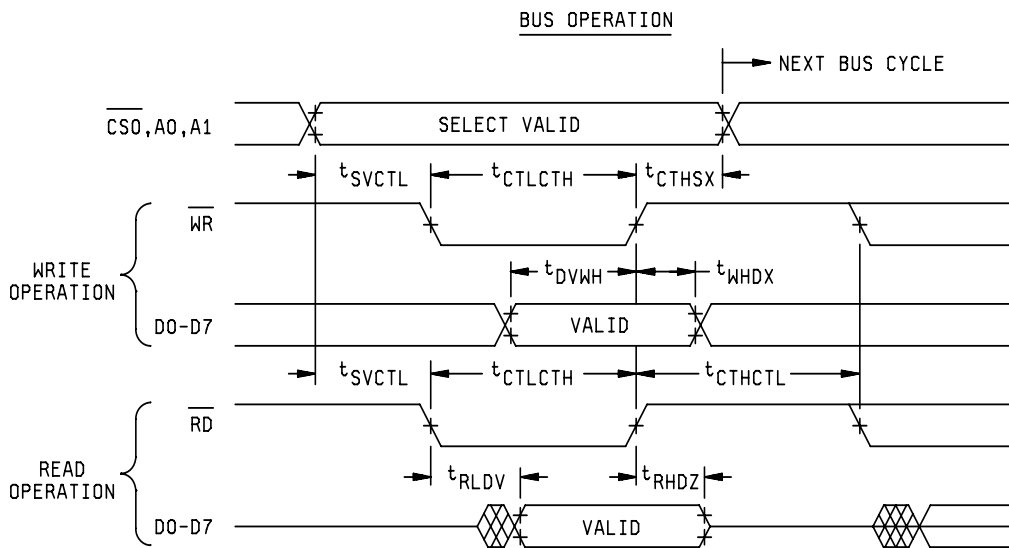 BUS OPERATION
NEXT BUS CYCLE
CS0,A0,A1
SELECT VALID
tSVCTL
tCTLCTH
tCTHSX
WR
WRITE
OPERATION
tDVWH
tWHDX
D0-D7
VALID
tSVCTL
tCTLCTH
tCTHCTL
RD
READ
OPERATION
tRLDV
tRHDZ
D0-D7
VALID